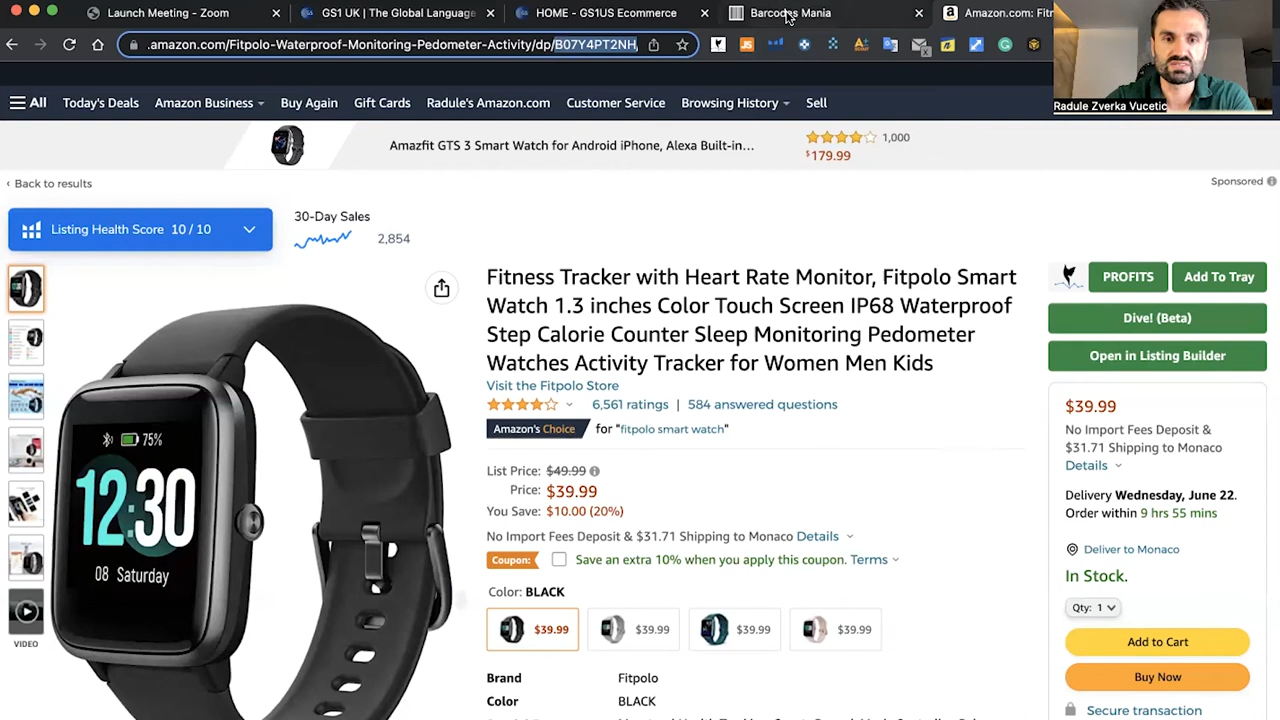 Launch Meeting - Zoom
GS1 UK | The Global Language
HOME - GS1US Ecommerce
Barcodes Mania
Amazon.com: Fitn
.amazon.com/Fitpolo-Waterproof-Monitoring-Pedometer-Activity/dp/B07Y4PT2NH
Radule Zverka Vucetic
All
Today's Deals
Amazon Business
Buy Again
Gift Cards
Radule's Amazon.com
Customer Service
Browsing History
Sell
Amazfit GTS 3 Smart Watch for Android iPhone, Alexa Built-in...
1,000
$179.99
‹ Back to results
Sponsored
Listing Health Score 10 / 10
30-Day Sales
2,854
Fitness Tracker with Heart Rate Monitor, Fitpolo Smart
Watch 1.3 inches Color Touch Screen IP68 Waterproof
Step Calorie Counter Sleep Monitoring Pedometer
Watches Activity Tracker for Women Men Kids
Visit the Fitpolo Store
6,561 ratings | 584 answered questions
Amazon's Choice for "fitpolo smart watch"
List Price: $49.99
Price: $39.99
You Save: $10.00 (20%)
No Import Fees Deposit & $31.71 Shipping to Monaco Details
Coupon: Save an extra 10% when you apply this coupon. Terms
Color: BLACK
$39.99
$39.99
$39.99
$39.99
Brand Fitpolo
Color BLACK
75%
12:30
08 Saturday
VIDEO
PROFITS
Add To Tray
Dive! (Beta)
Open in Listing Builder
$39.99
No Import Fees Deposit &
$31.71 Shipping to Monaco
Details
Delivery Wednesday, June 22.
Order within 9 hrs 55 mins
Deliver to Monaco
In Stock.
Qty: 1
Add to Cart
Buy Now
Secure transaction